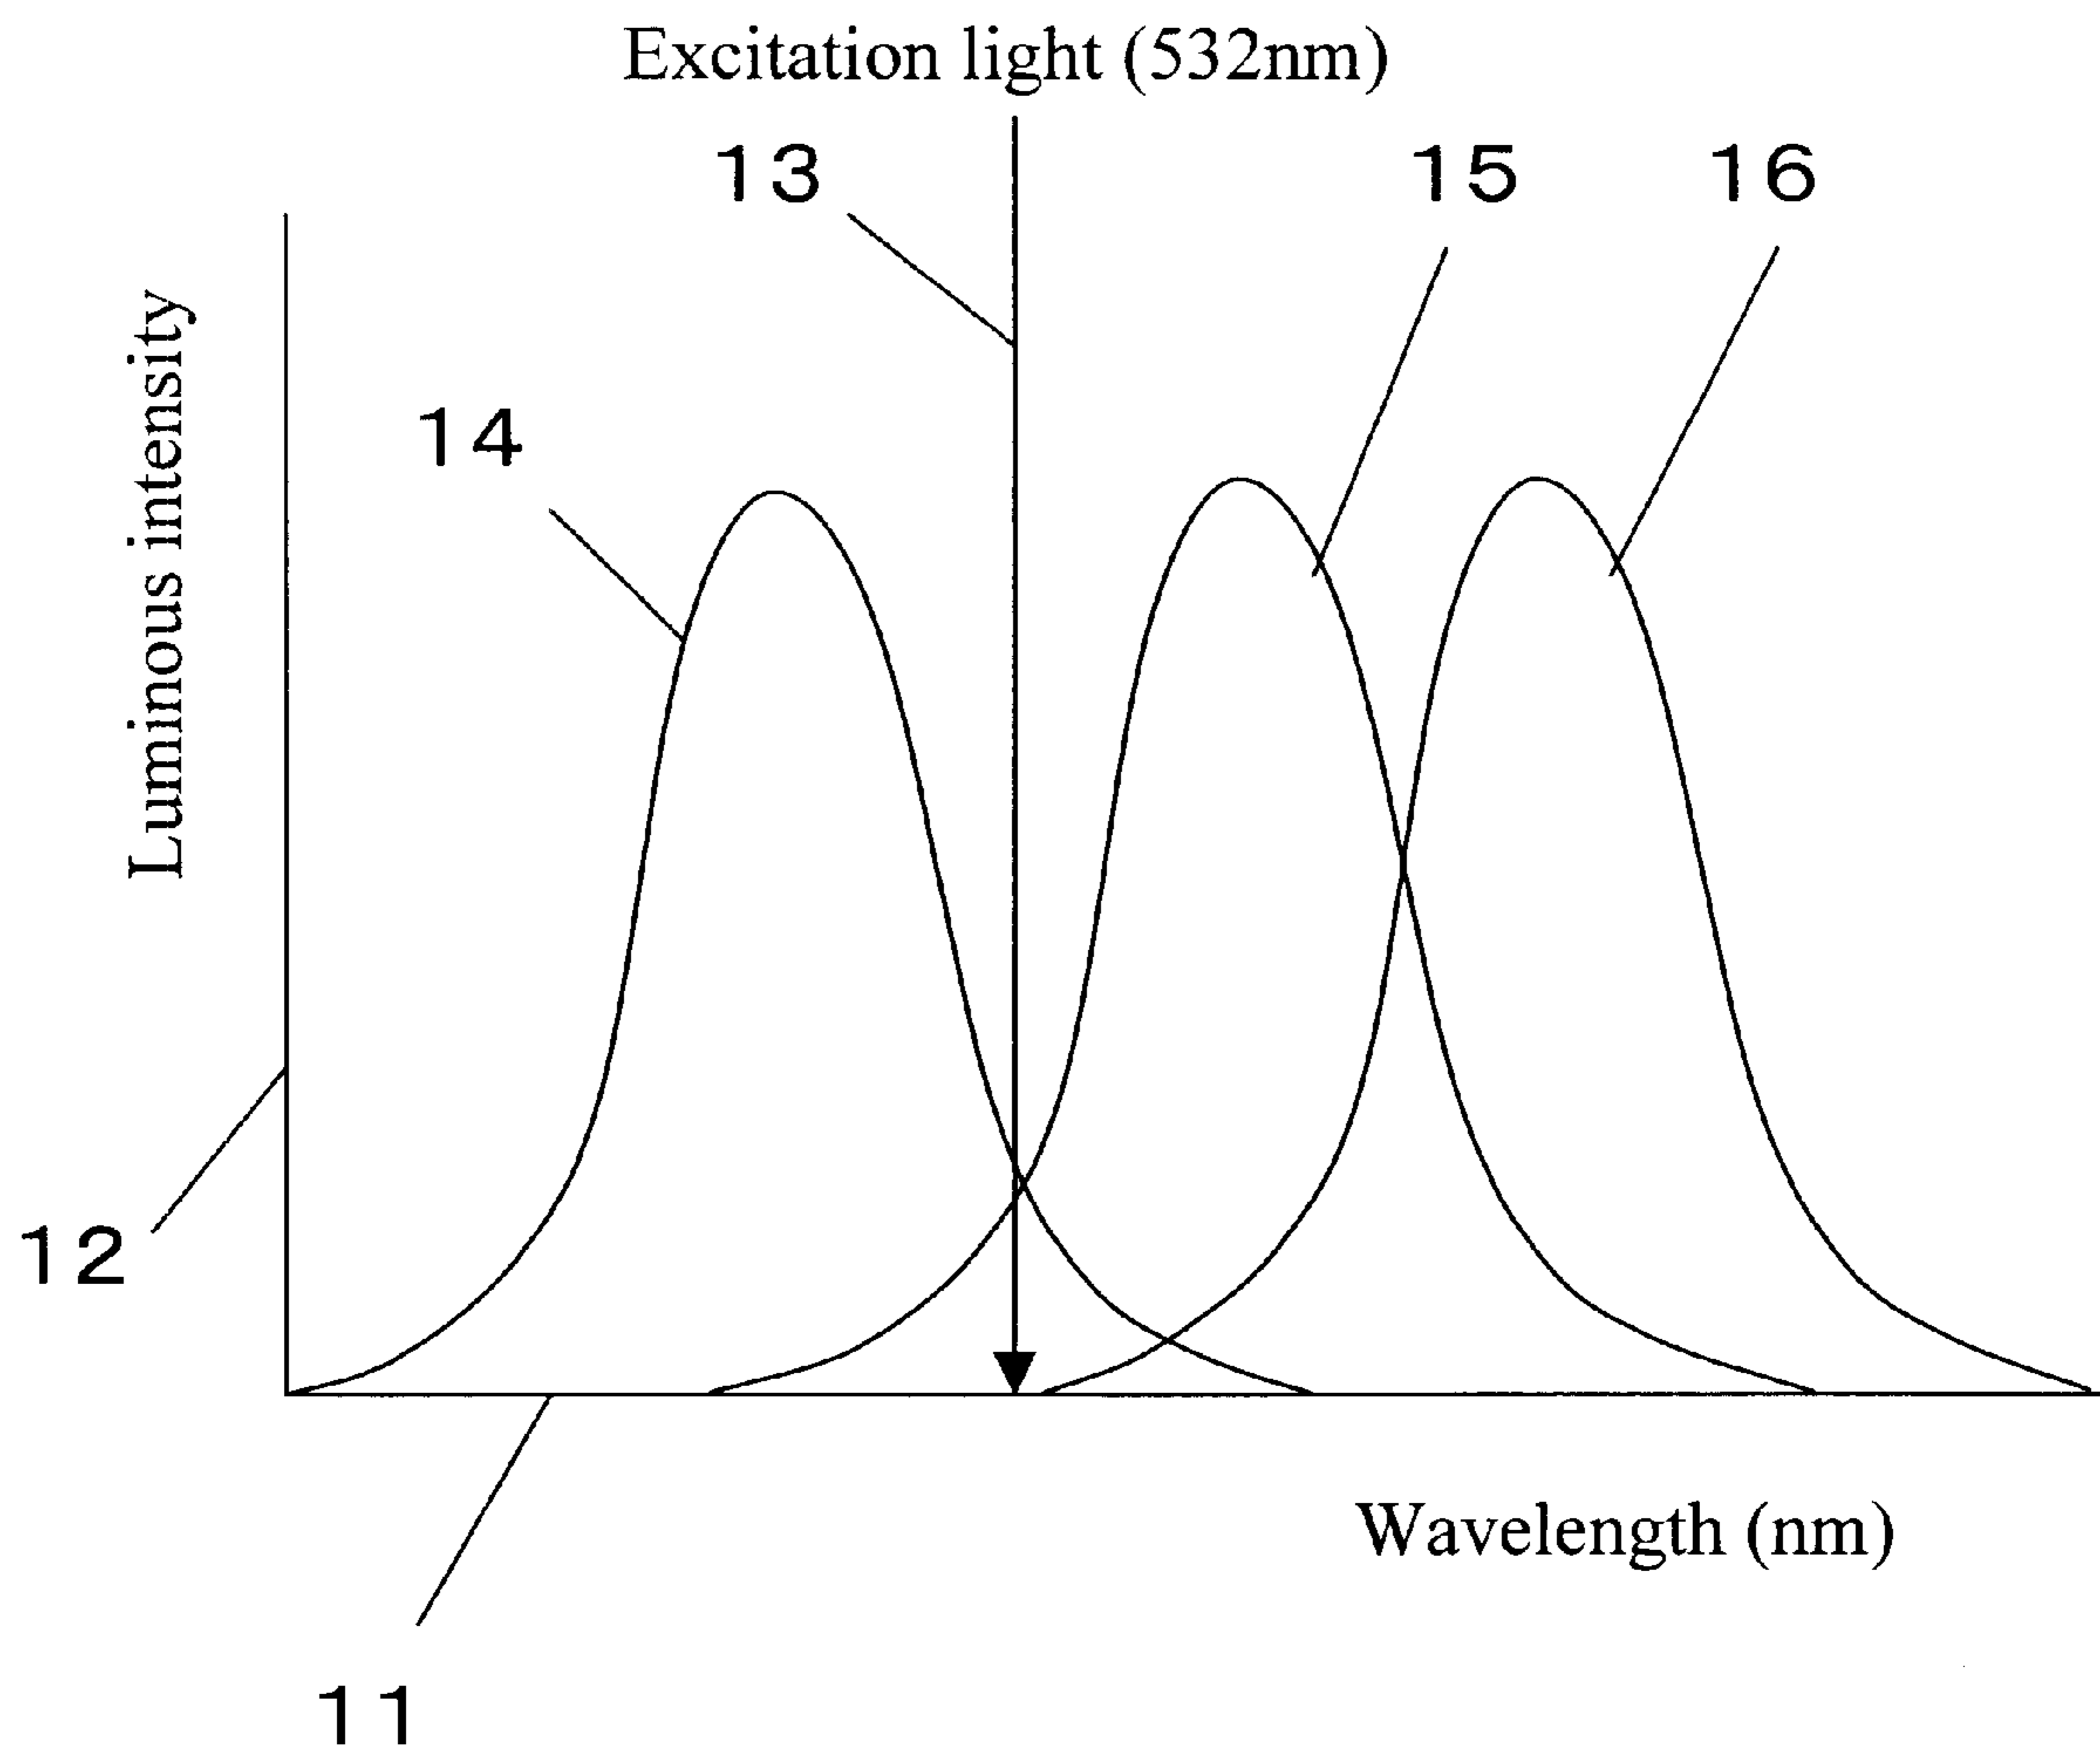 Excitation light (532nm)
13
15
16
14
Luminous intensity
12
Wavelength (nm)
11